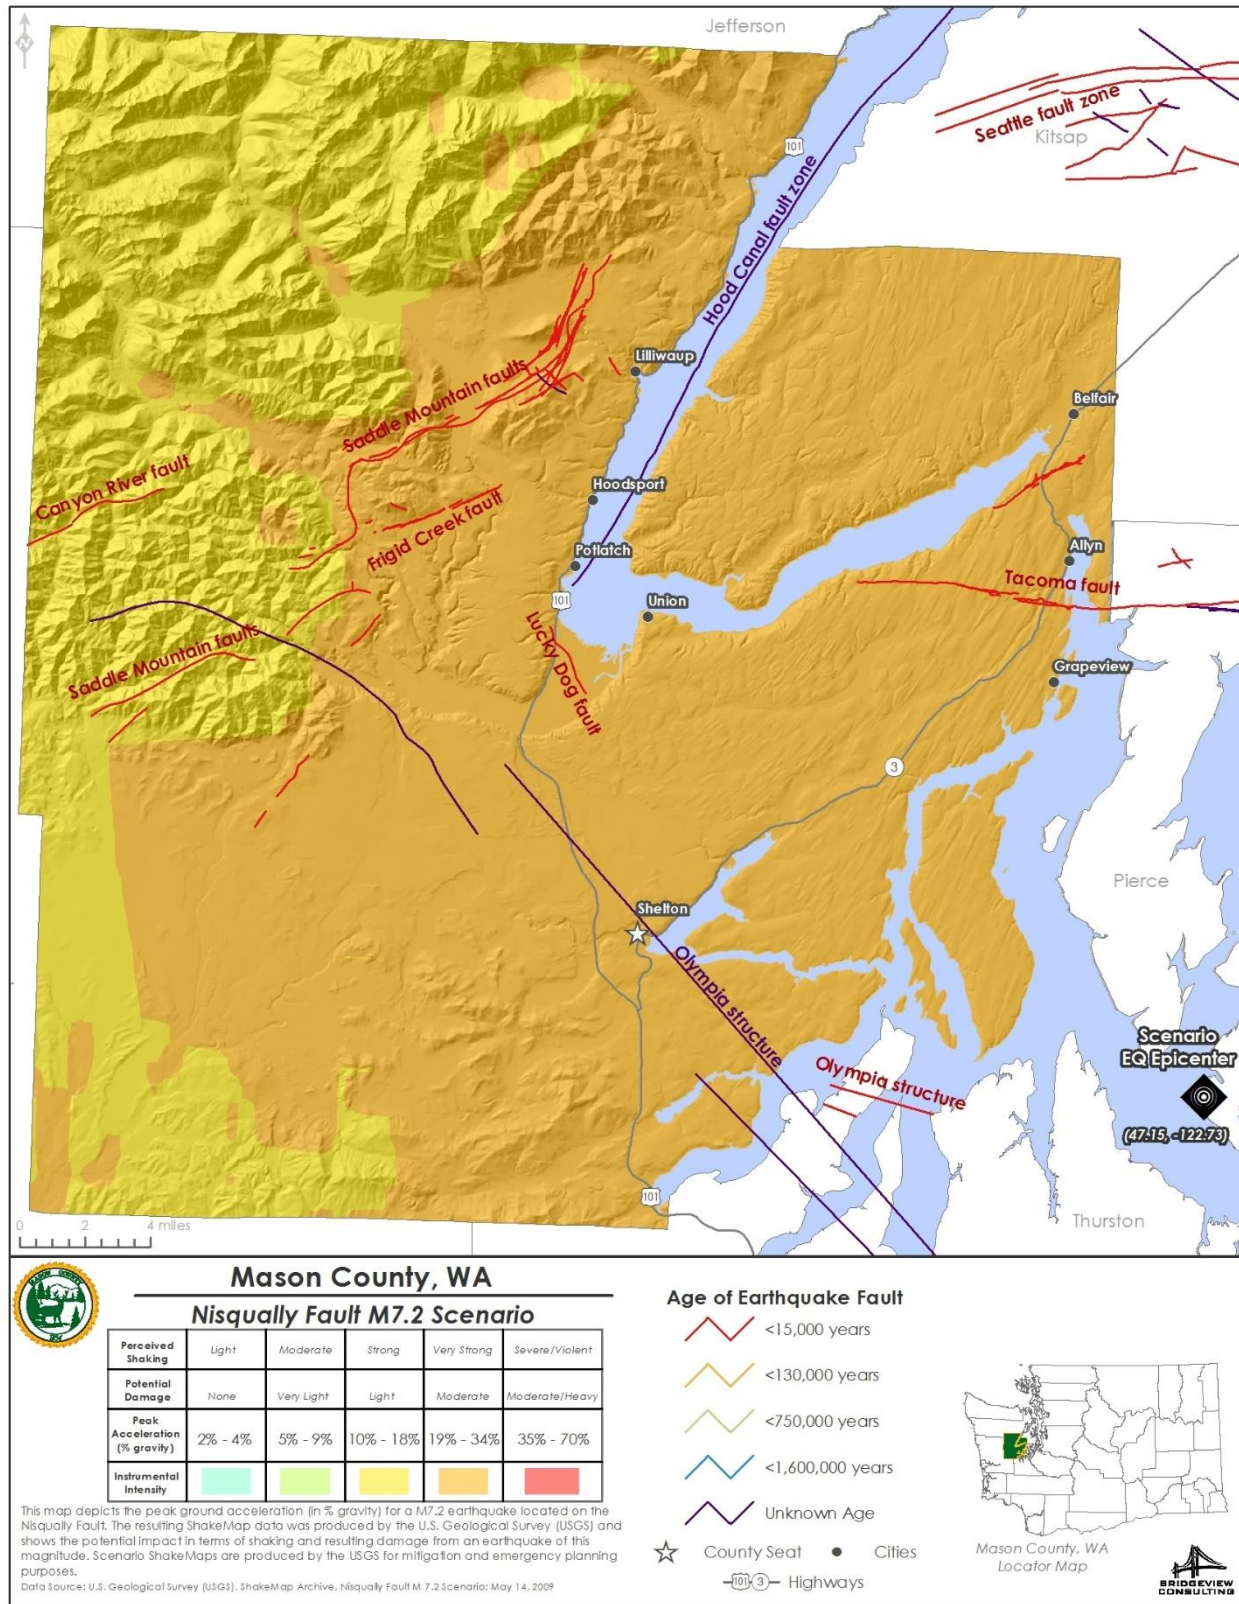 Jefferson
N
101
Seattle fault zone
Kitsap
Hood Canal fault zone
Lilliwaup
Saddle Mountain faults
Belfair
Canyon River fault
Hoodsport
Frigid Creek fault
Potlatch
Allyn
Tacoma fault
101
Union
Lucky Dog fault
Saddle Mountain faults
Grapeview
3
Pierce
Shelton
Olympia structure
Scenario
EQ Epicenter
(47.15, -122.73)
Olympia structure
101
Thurston
0 2 4 miles
MASON COUNTY, WA
Mason County, WA
Nisqually Fault M7.2 Scenario
Perceived Shaking Light Moderate Strong Very Strong Severe/Violent
Potential Damage None Very Light Light Moderate Moderate/Heavy
Peak Acceleration (% gravity) 2% - 4% 5% - 9% 10% - 18% 19% - 34% 35% - 70%
Instrumental Intensity
This map depicts the peak ground acceleration (in % gravity) for a M7.2 earthquake located on the
Nisqually Fault. The resulting ShakeMap data was produced by the U.S. Geological Survey (USGS) and
shows the potential impact in terms of shaking and resulting damage from an earthquake of this
magnitude. Scenario ShakeMaps are produced by the USGS for mitigation and emergency planning
purposes.
Data Source: U.S. Geological Survey (USGS), ShakeMap Archive, Nisqually Fault M 7.2 Scenario; May 14, 2009
Age of Earthquake Fault
<15,000 years
<130,000 years
<750,000 years
<1,600,000 years
Unknown Age
County Seat Cities
101 3 Highways
Mason County, WA
Locator Map
BRIDGEVIEW
CONSULTING